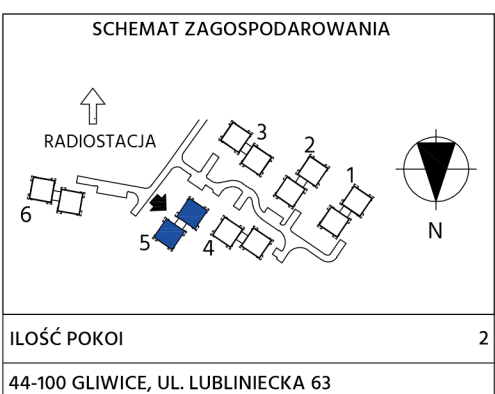 SCHEMAT ZAGOSPODAROWANIA
RADIOSTACJA
3
2
1
6
5
4
N
ILOŚĆ POKOI 2
44-100 GLIWICE, UL. LUBLINIECKA 63